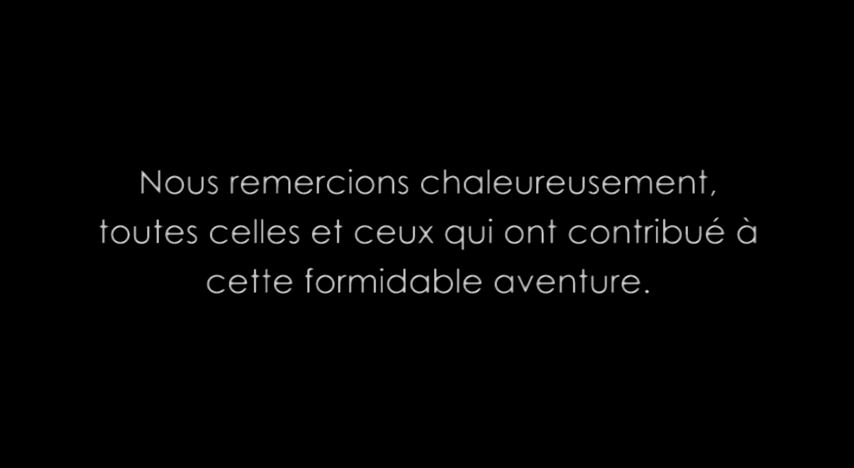 Nous remercions chaleureusement,
toutes celles et ceux qui ont contribué à
cette formidable aventure.